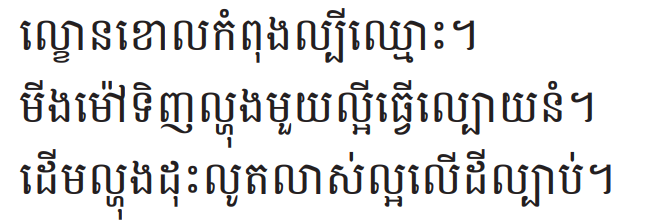 ល្ខោនខោលកំពុងល្បីឈ្មោះ។
មីងម៉ៅទិញល្ហុងមួយល្អីធ្វើល្បោយនំ។
ដើមល្ហុងដុះលូតលាស់ល្អលើដីល្បាប់។